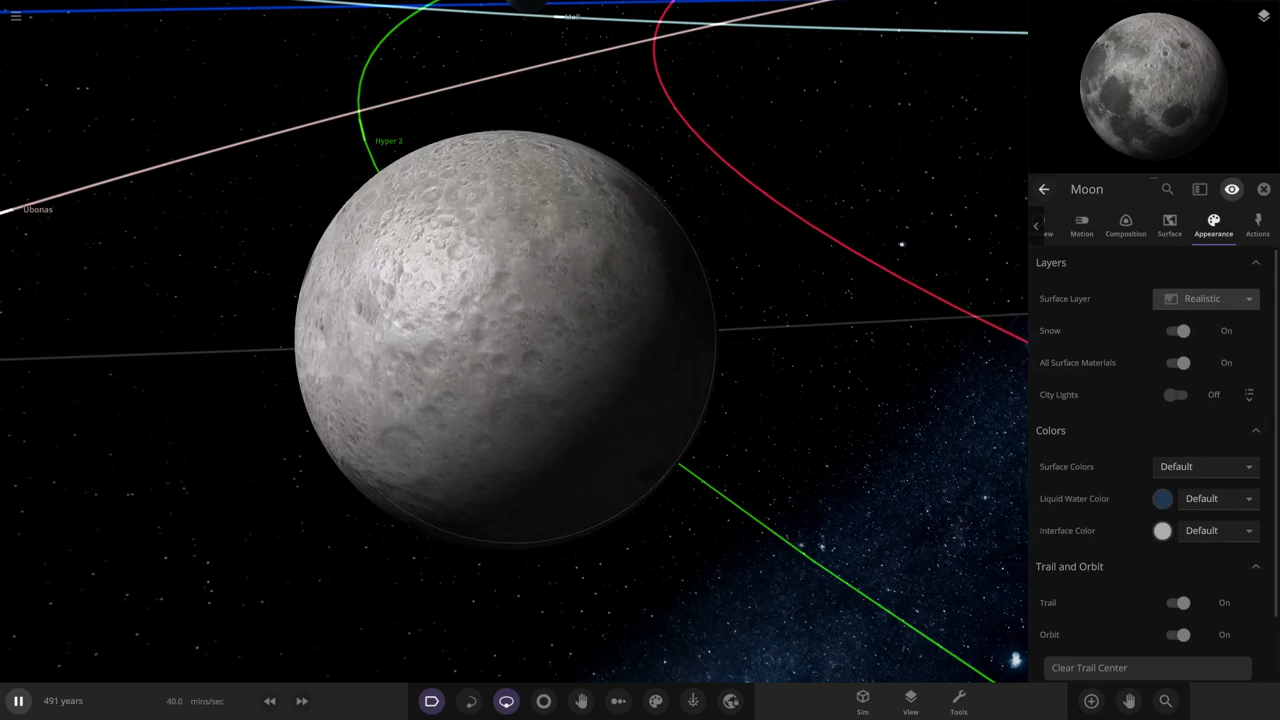 Mell
Hyper 2
Ubonas
Moon
ew
Motion
Composition
Surface
Appearance
Actions
Layers
Surface Layer
Realistic
Snow
On
All Surface Materials
On
City Lights
Off
Colors
Surface Colors
Default
Liquid Water Color
Default
Interface Color
Default
Trail and Orbit
Trail
On
Orbit
On
Clear Trail Center
491 years
40.0 mins/sec
Sim
View
Tools